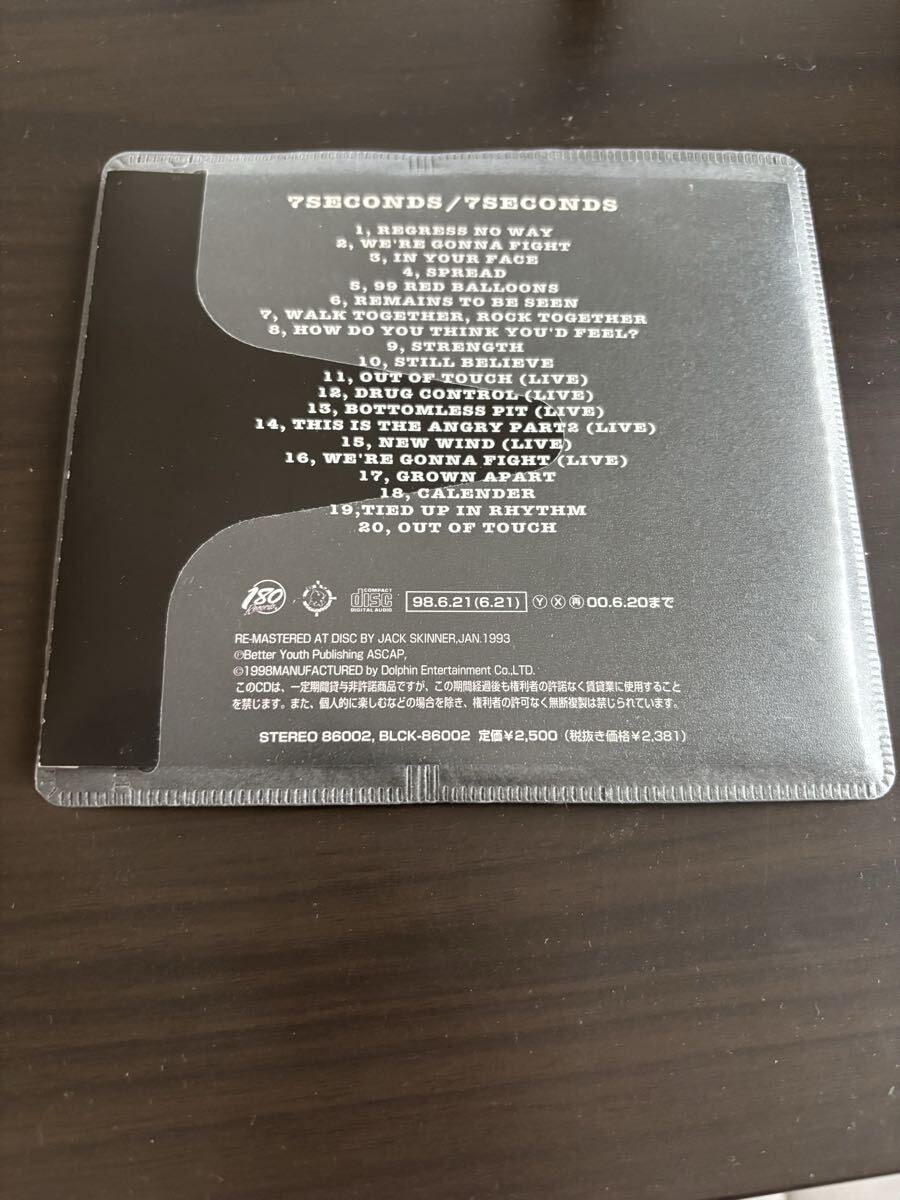 7SECONDS/7SECONDS
1, REGRESS NO WAY
2, WE'RE GONNA FIGHT
3, IN YOUR FACE
4, SPREAD
5, 99 RED BALLOONS
6, REMAINS TO BE SEEN
7, WALK TOGETHER, ROCK TOGETHER
8, HOW DO YOU THINK YOU'D FEEL?
9, STRENGTH
10, STILL BELIEVE
11, OUT OF TOUCH (LIVE)
12, DRUG CONTROL (LIVE)
13, BOTTOMLESS PIT (LIVE)
14, THIS IS THE ANGRY PART2 (LIVE)
15, NEW WIND (LIVE)
16, WE'RE GONNA FIGHT (LIVE)
17, GROWN APART
18, CALENDER
19,TIED UP IN RHYTHM
20, OUT OF TOUCH
180 Records COMPACT disc DIGITAL AUDIO 98.6.21(6.21) Ⓨ Ⓧ ㊢ 00.6.20まで
RE-MASTERED AT DISC BY JACK SKINNER,JAN.1993
℗Better Youth Publishing ASCAP,
©1998MANUFACTURED by Dolphin Entertainment Co.,LTD.
このCDは、一定期間貸与非許諾商品ですが、この期間経過後も権利者の許諾なく賃貸業に使用すること
を禁じます。また、個人的に楽しむなどの場合を除き、権利者の許可なく無断複製は禁じられています。
STEREO 86002, BLCK-86002 定価¥2,500（税抜き価格¥2,381）